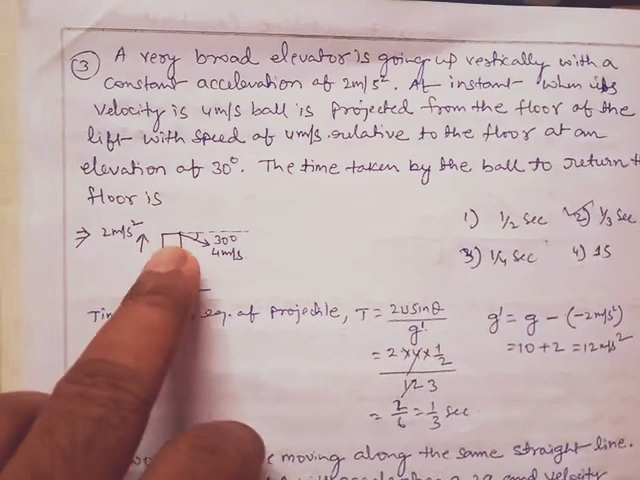 3 A very broad elevator is going up vertically with a
constant acceleration of 2m/s². At instant when its
velocity is 4m/s ball is projected from the floor of the
lift with speed of 4m/s relative to the floor at an
elevation of 30°. The time taken by the ball to return
floor is
1) 1/2 sec 2) 1/3 sec
⇒ 2m/s² ↑ 30°
4m/s
3) 1/4 sec 4) 1s
eq. of projectile, T = 2usinθ/g' g' = g - (-2m/s²)
= 2×4×1/2 / 12 3 = 10+2 = 12m/s²
= 2/6 = 1/3 sec
moving along the same straight line.
and velocity